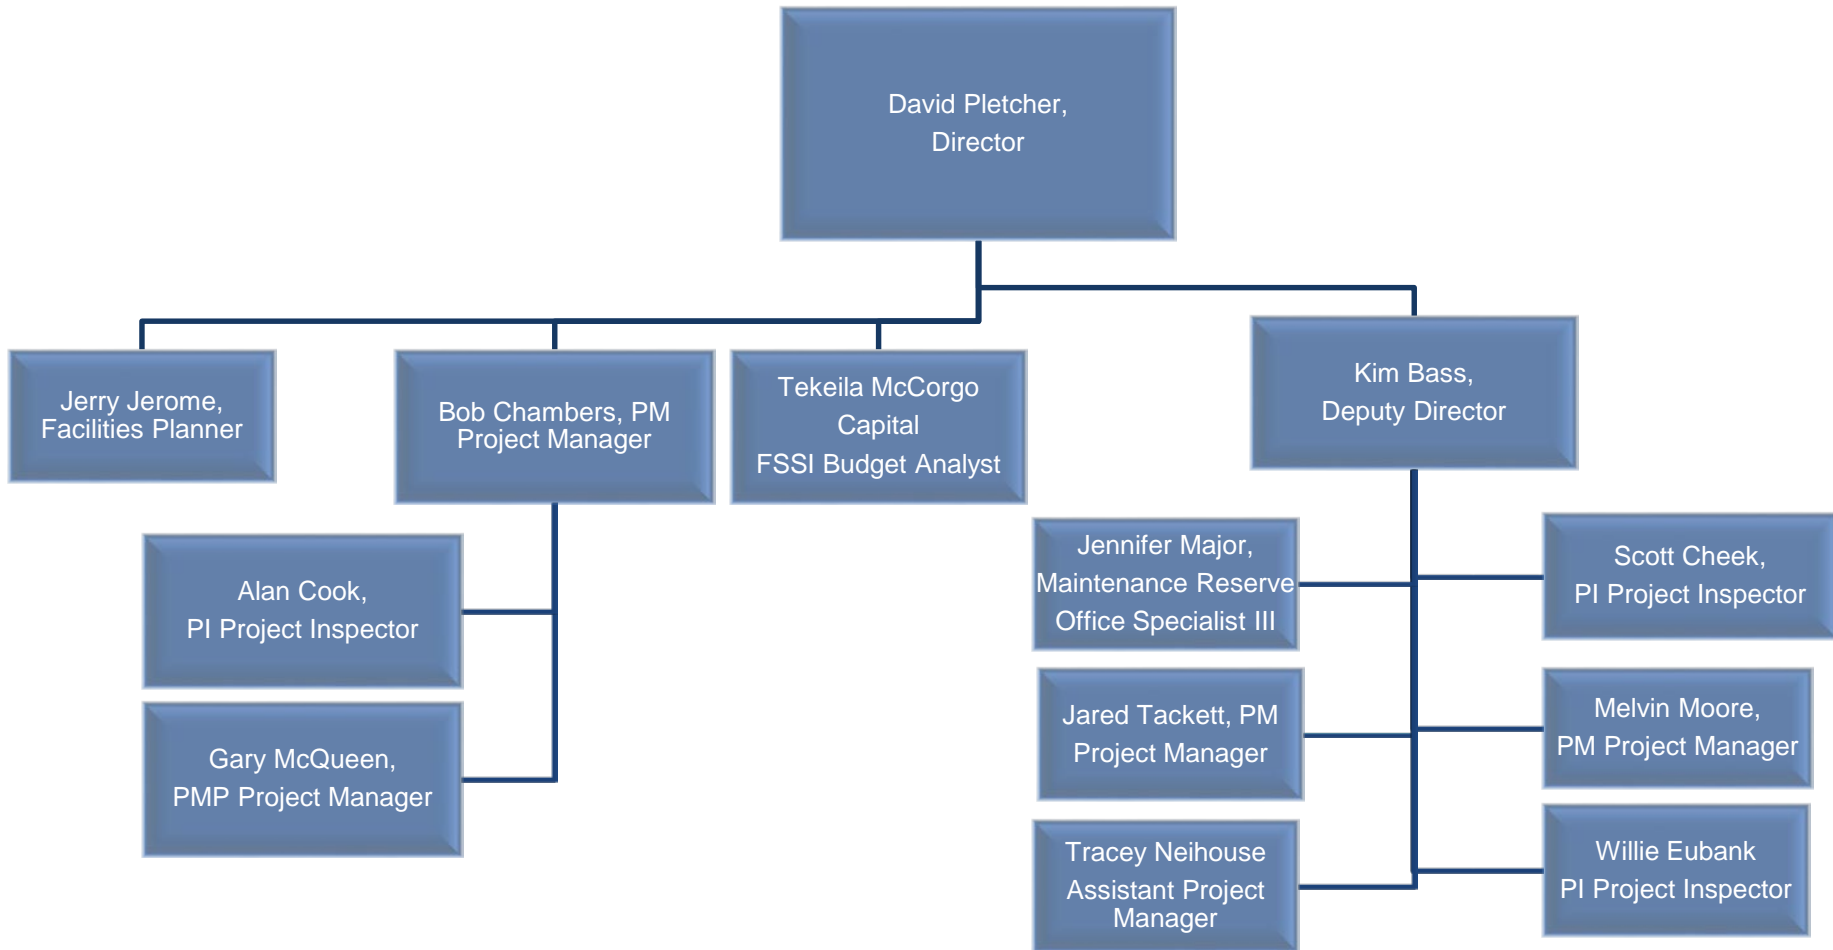 David Pletcher,
Director
Jerry Jerome,
Facilities Planner
Bob Chambers, PM
Project Manager
Tekeila McCorgo
Capital
FSSI Budget Analyst
Kim Bass,
Deputy Director
Alan Cook,
PI Project Inspector
Gary McQueen,
PMP Project Manager
Jennifer Major,
Maintenance Reserve
Office Specialist III
Scott Cheek,
PI Project Inspector
Jared Tackett, PM
Project Manager
Melvin Moore,
PM Project Manager
Tracey Neihouse
Assistant Project
Manager
Willie Eubank
PI Project Inspector